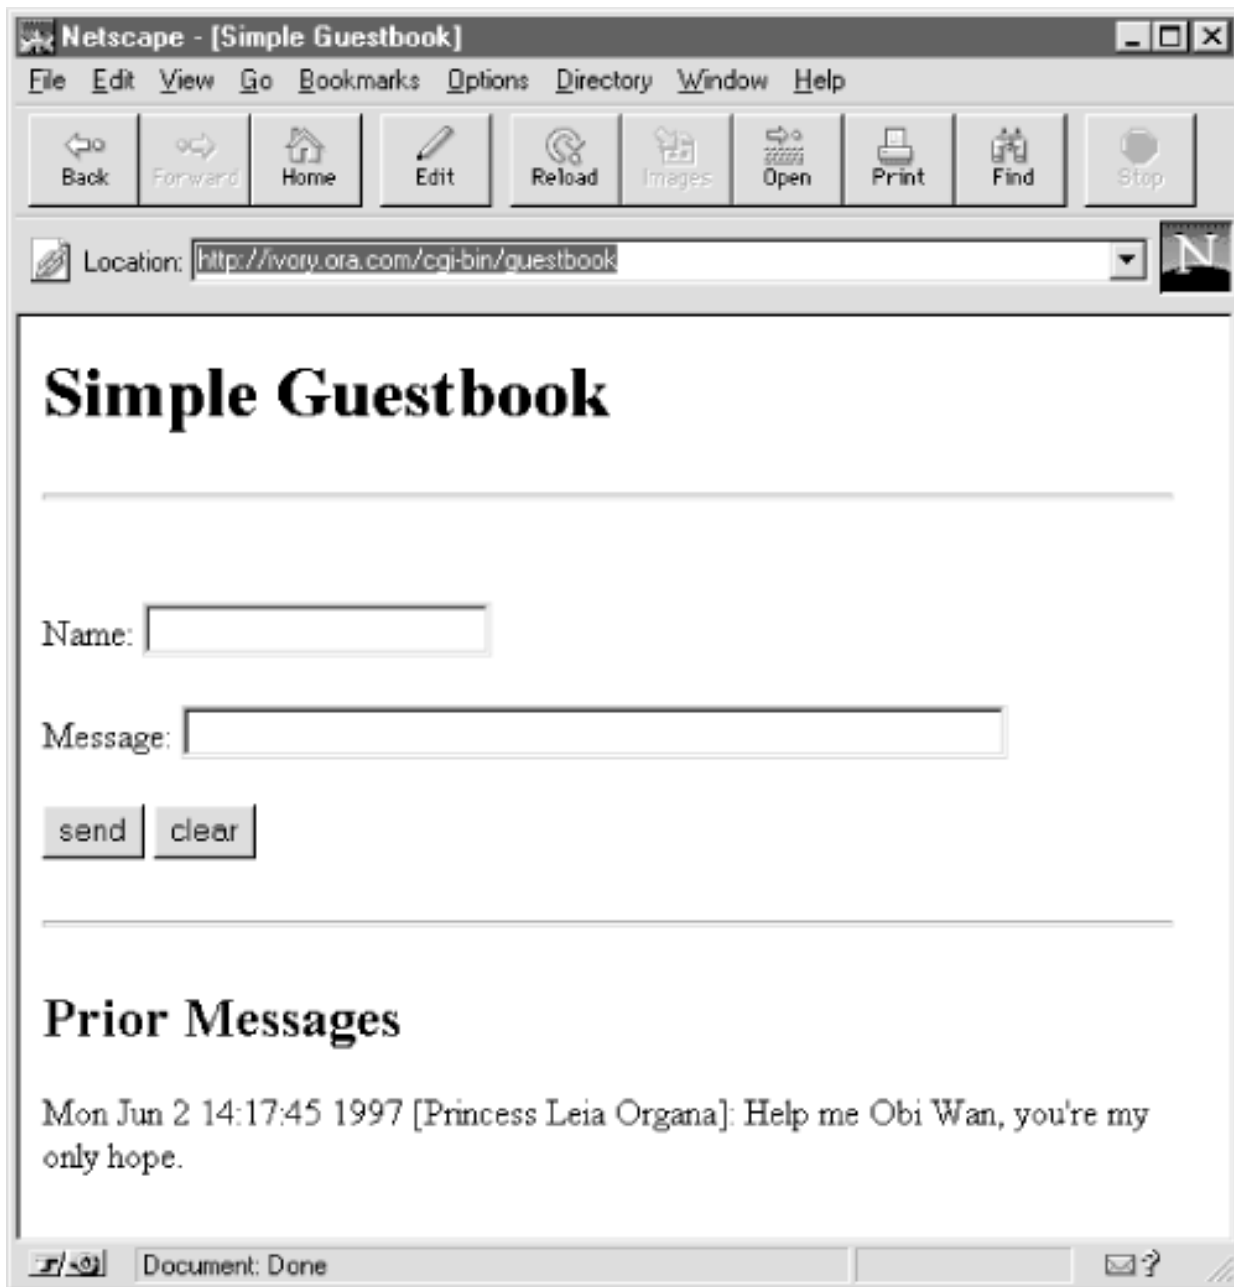 Netscape - [Simple Guestbook]
File Edit View Go Bookmarks Options Directory Window Help
Back Forward Home Edit Reload Images Open Print Find Stop
Location: http://ivory.ora.com/cgi-bin/guestbook
N
Simple Guestbook
Name:
Message:
send clear
Prior Messages
Mon Jun 2 14:17:45 1997 [Princess Leia Organa]: Help me Obi Wan, you're my
only hope.
Document: Done
?